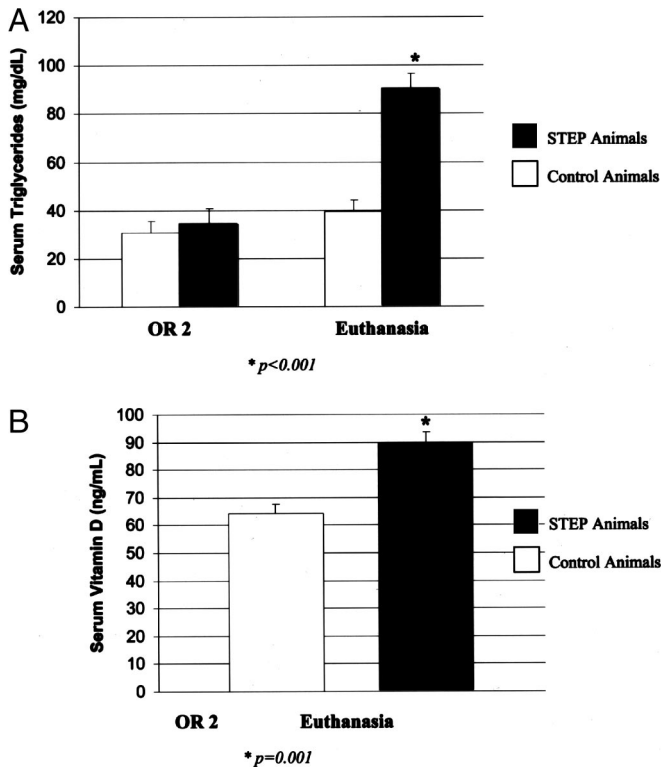 A
Serum Triglycerides (mg/dL)
120
100
80
60
40
20
0
*
STEP Animals
Control Animals
OR 2
Euthanasia
* p<0.001
B
Serum Vitamin D (ng/mL)
100
90
80
70
60
50
40
30
20
10
0
*
STEP Animals
Control Animals
OR 2
Euthanasia
* p=0.001